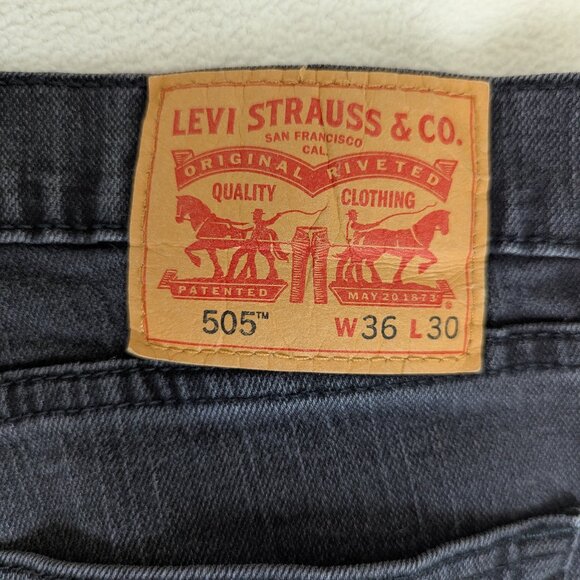 LEVI STRAUSS & CO.
SAN FRANCISCO
CAL.
ORIGINAL RIVETED
QUALITY CLOTHING
PATENTED MAY 20 1873
®
505™ W36 L30